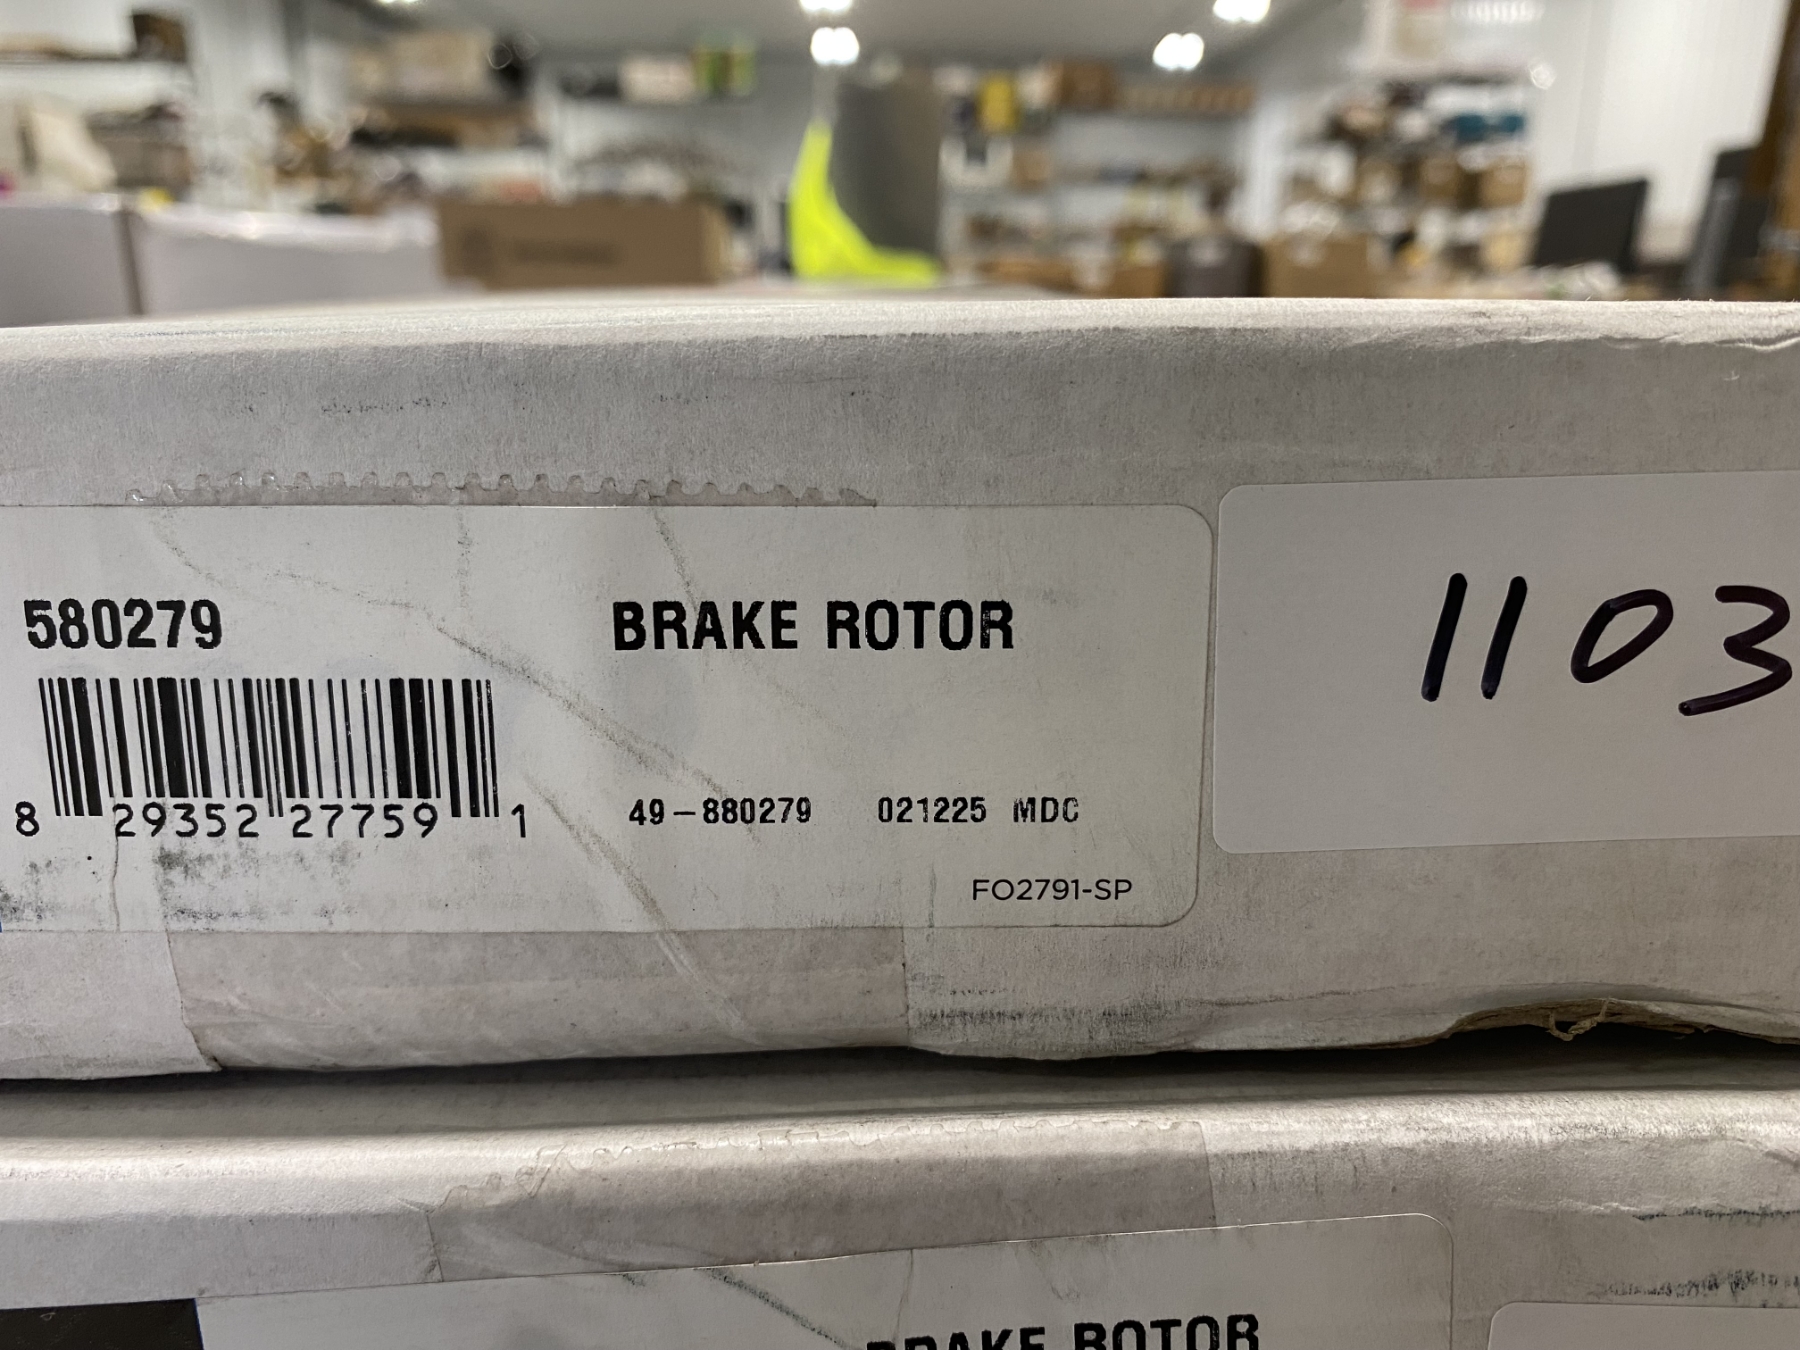 580279
BRAKE ROTOR
1103
8 29352 27759 1
49-880279 021225 MDC
FO2791-SP
BRAKE ROTOR